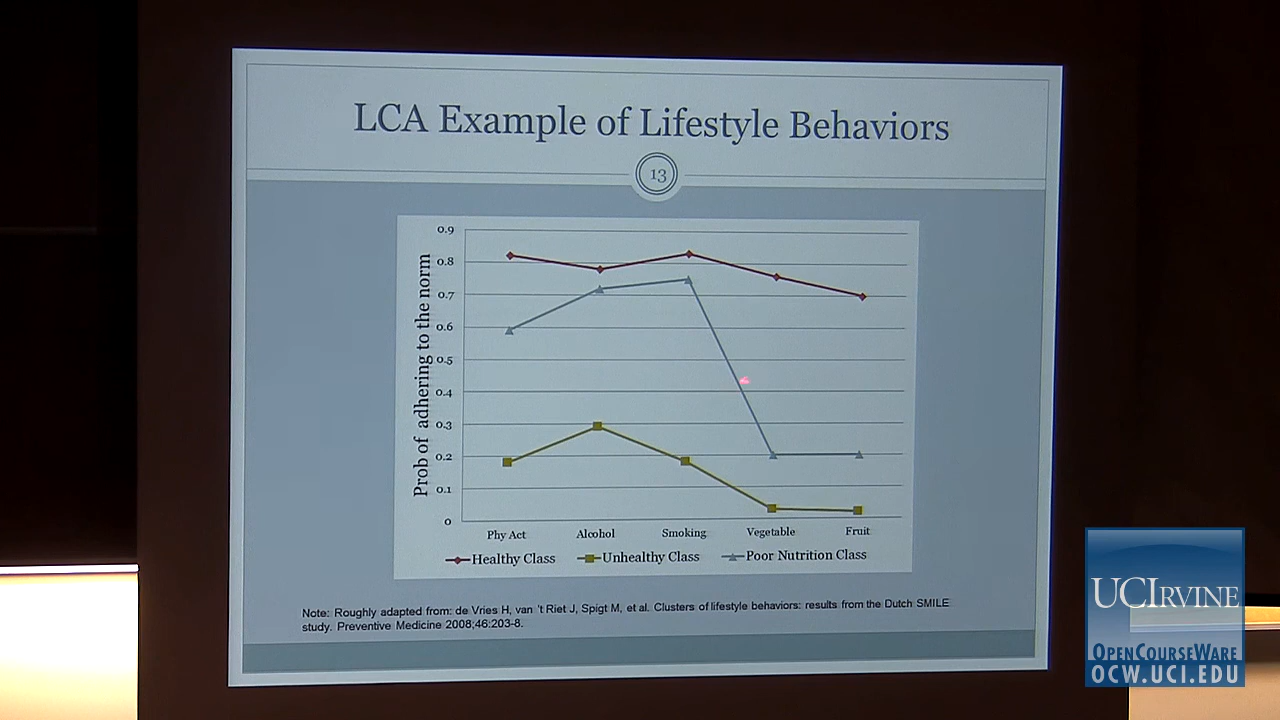 LCA Example of Lifestyle Behaviors
13
Prob of adhering to the norm
0.9
0.8
0.7
0.6
0.5
0.4
0.3
0.2
0.1
0
Phy Act Alcohol Smoking Vegetable Fruit
Healthy Class Unhealthy Class Poor Nutrition Class
Note: Roughly adapted from: de Vries H, van 't Riet J, Spigt M, et al. Clusters of lifestyle behaviors: results from the Dutch SMILE
study. Preventive Medicine 2008;46:203-8.
UCIRVINE
OPENCOURSEWARE
OCW.UCI.EDU